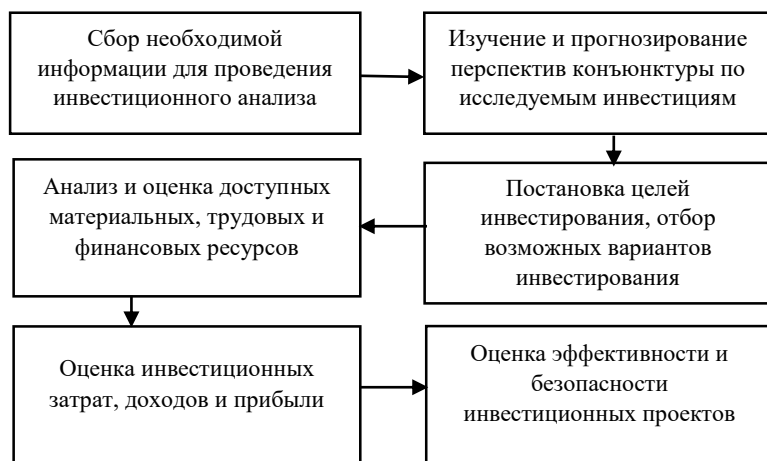 Сбор необходимой
информации для проведения
инвестиционного анализа
Изучение и прогнозирование
перспектив конъюнктуры по
исследуемым инвестициям
Постановка целей
инвестирования, отбор
возможных вариантов
инвестирования
Анализ и оценка доступных
материальных, трудовых и
финансовых ресурсов
Оценка инвестиционных
затрат, доходов и прибыли
Оценка эффективности и
безопасности
инвестиционных проектов